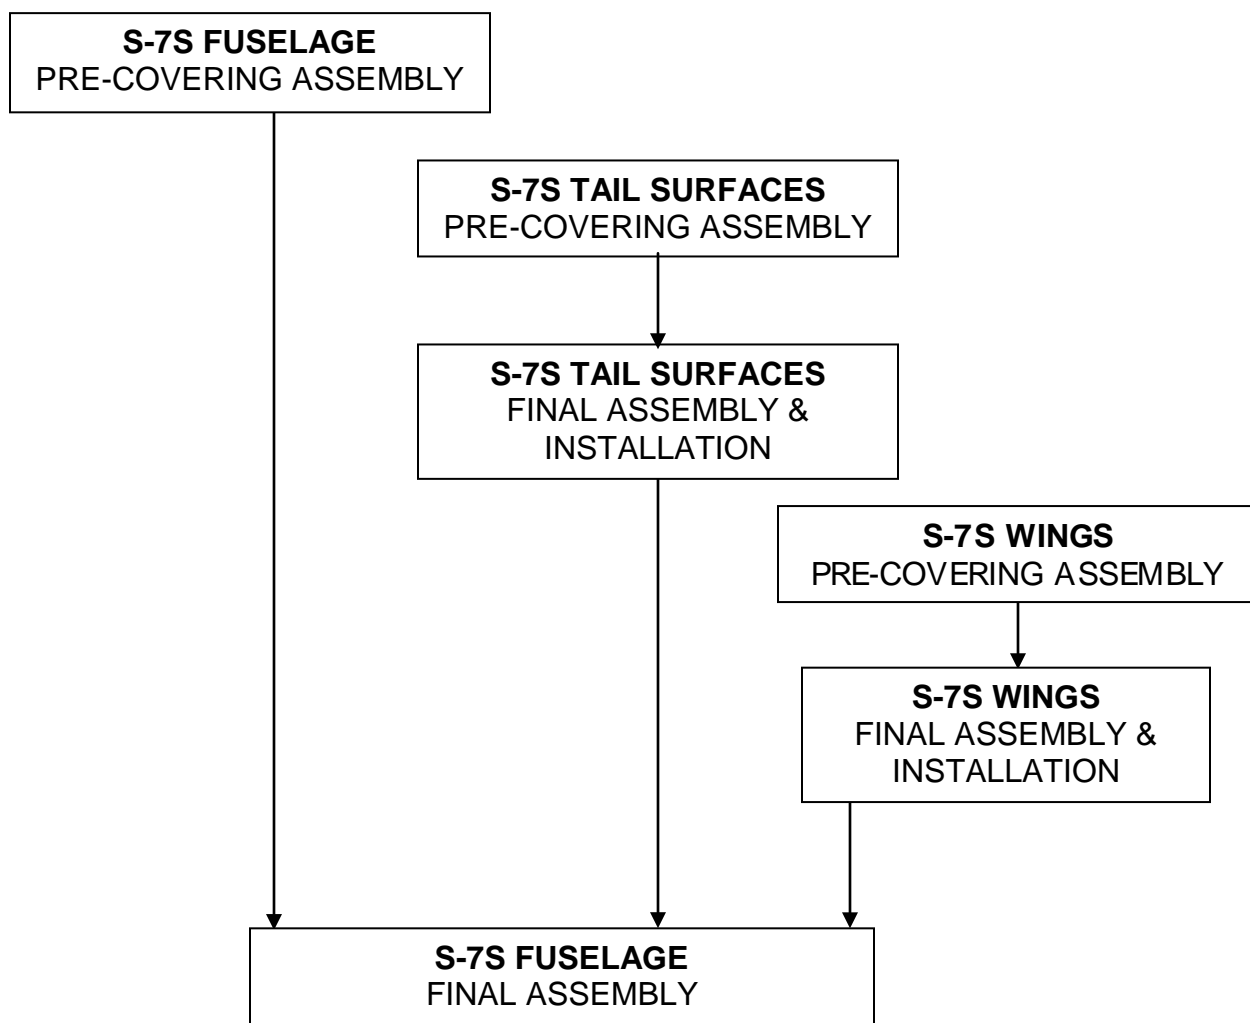 S-7S FUSELAGE
PRE-COVERING ASSEMBLY
S-7S TAIL SURFACES
PRE-COVERING ASSEMBLY
S-7S TAIL SURFACES
FINAL ASSEMBLY &
INSTALLATION
S-7S WINGS
PRE-COVERING ASSEMBLY
S-7S WINGS
FINAL ASSEMBLY &
INSTALLATION
S-7S FUSELAGE
FINAL ASSEMBLY